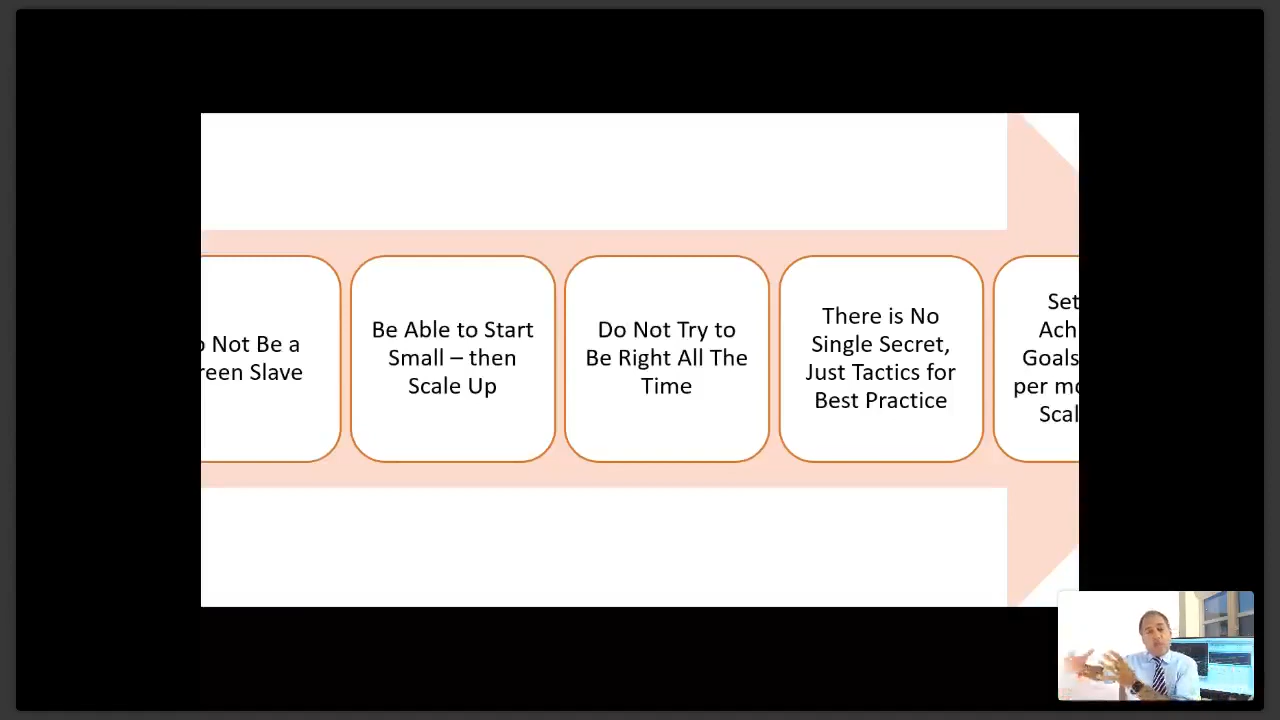 Not Be a
Slave
Be Able to Start
Small – then
Scale Up
Do Not Try to
Be Right All The
Time
There is No
Single Secret,
Just Tactics for
Best Practice
Set
Goals
per